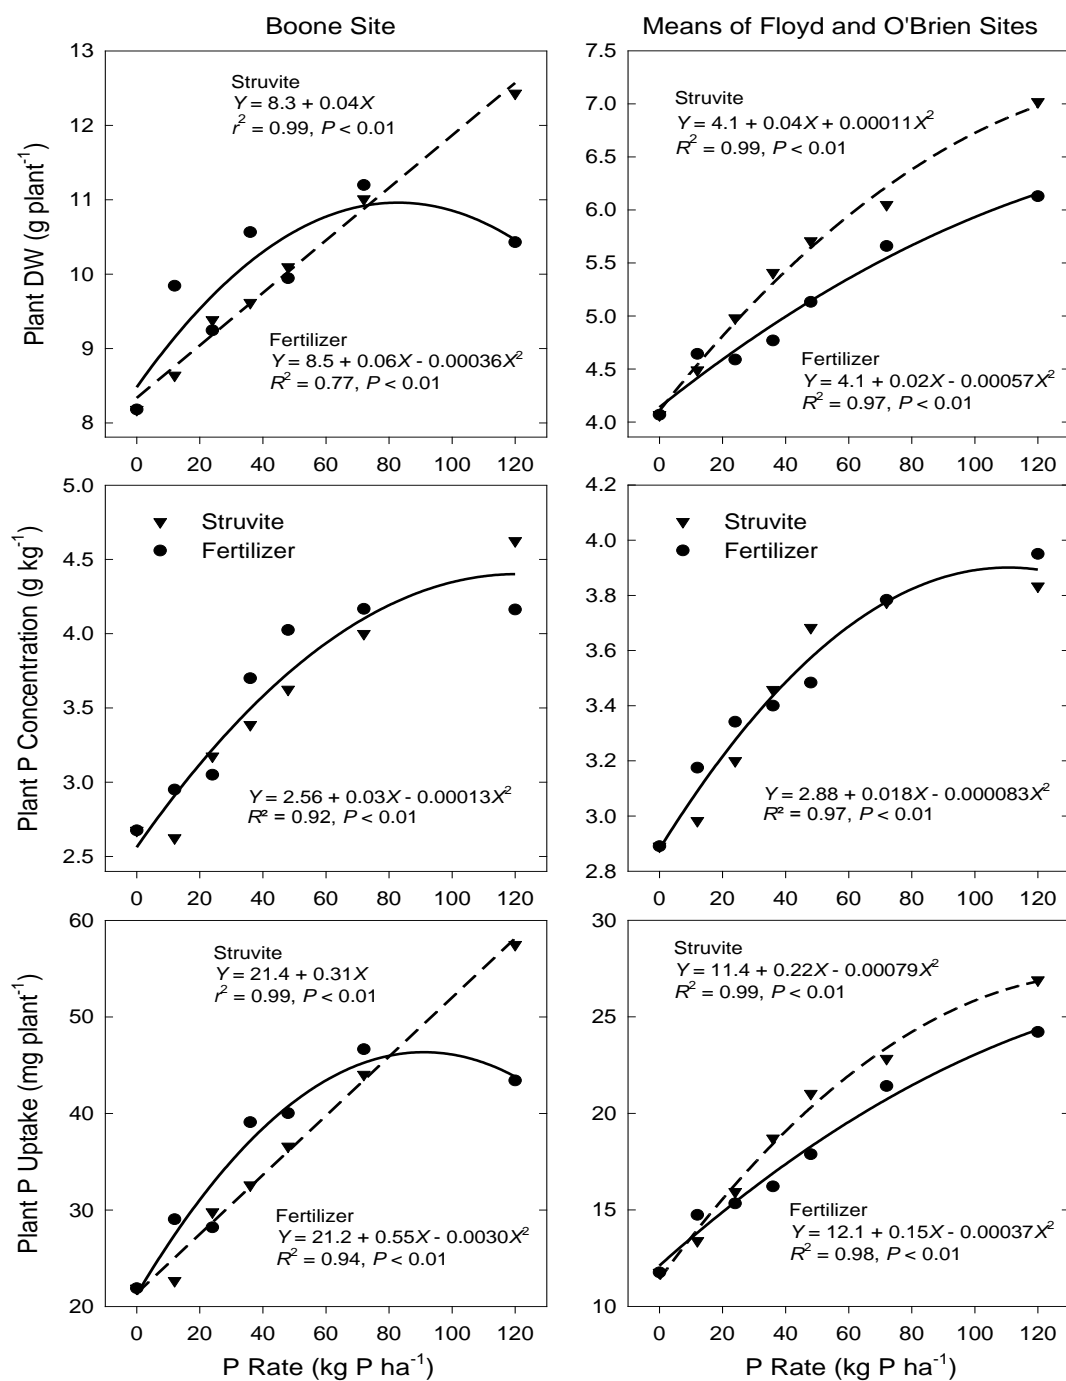 Boone Site
Means of Floyd and O'Brien Sites
Plant DW (g plant⁻¹)
13
12
11
10
9
8
Struvite
Y = 8.3 + 0.04X
r² = 0.99, P < 0.01
Fertilizer
Y = 8.5 + 0.06X - 0.00036X²
R² = 0.77, P < 0.01
0 20 40 60 80 100 120
7.5
7.0
6.5
6.0
5.5
5.0
4.5
4.0
Struvite
Y = 4.1 + 0.04X + 0.00011X²
R² = 0.99, P < 0.01
Fertilizer
Y = 4.1 + 0.02X - 0.00057X²
R² = 0.97, P < 0.01
0 20 40 60 80 100 120
Plant P Concentration (g kg⁻¹)
5.0
4.5
4.0
3.5
3.0
2.5
Struvite
Fertilizer
Y = 2.56 + 0.03X - 0.00013X²
R² = 0.92, P < 0.01
0 20 40 60 80 100 120
4.2
4.0
3.8
3.6
3.4
3.2
3.0
2.8
Struvite
Fertilizer
Y = 2.88 + 0.018X - 0.000083X²
R² = 0.97, P < 0.01
0 20 40 60 80 100 120
Plant P Uptake (mg plant⁻¹)
60
50
40
30
20
Struvite
Y = 21.4 + 0.31X
r² = 0.99, P < 0.01
Fertilizer
Y = 21.2 + 0.55X - 0.0030X²
R² = 0.94, P < 0.01
0 20 40 60 80 100 120
P Rate (kg P ha⁻¹)
30
25
20
15
10
Struvite
Y = 11.4 + 0.22X - 0.00079X²
R² = 0.99, P < 0.01
Fertilizer
Y = 12.1 + 0.15X - 0.00037X²
R² = 0.98, P < 0.01
0 20 40 60 80 100 120
P Rate (kg P ha⁻¹)